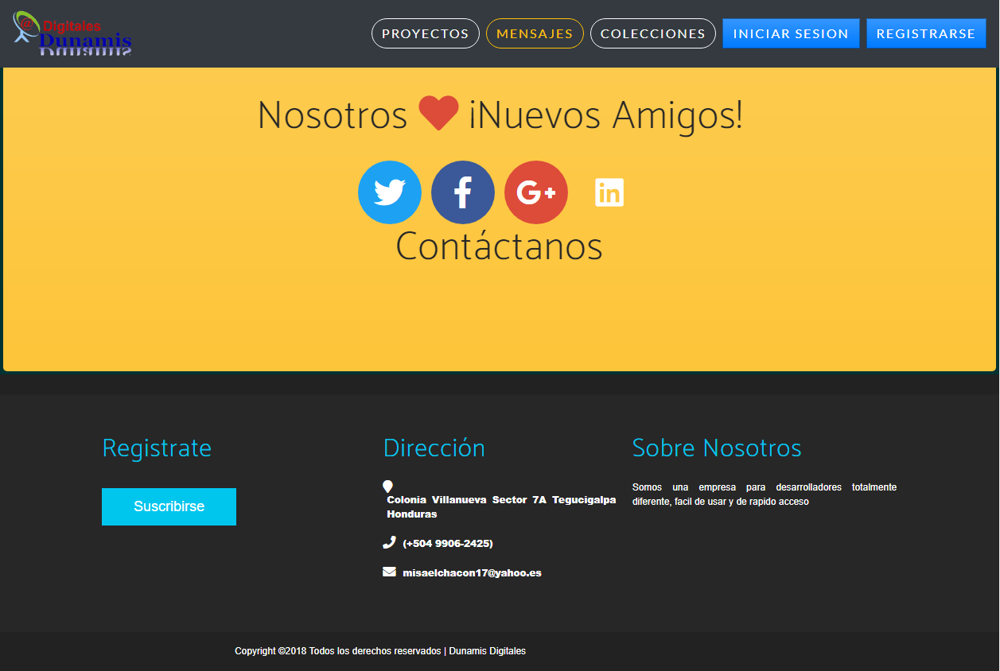 Digitales
Dunamis
PROYECTOS
MENSAJES
COLECCIONES
INICIAR SESION
REGISTRARSE
Nosotros ¡Nuevos Amigos!
Contáctanos
Registrate
Suscribirse
Dirección
Colonia Villanueva Sector 7A Tegucigalpa
Honduras
(+504 9906-2425)
misaelchacon17@yahoo.es
Sobre Nosotros
Somos una empresa para desarrolladores totalmente
diferente, facil de usar y de rapido acceso
Copyright ©2018 Todos los derechos reservados | Dunamis Digitales